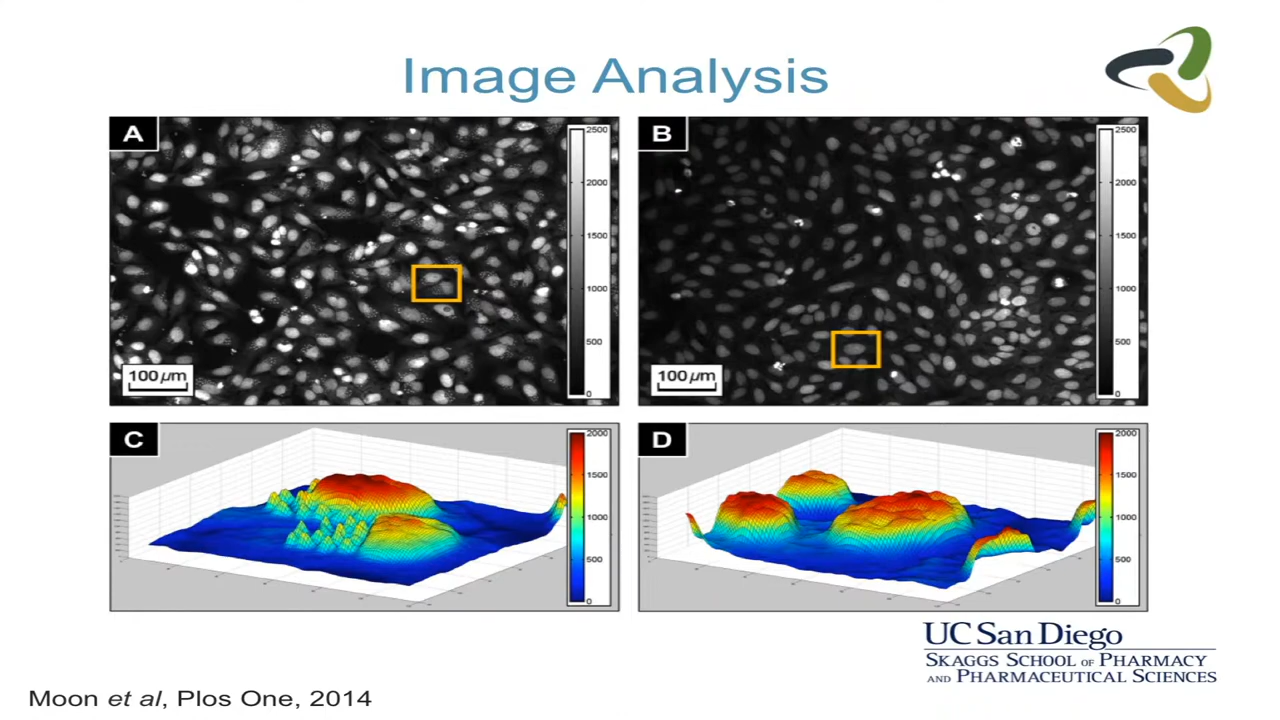 Image Analysis
A
2500
2000
1500
1000
500
0
100 µm
B
2500
2000
1500
1000
500
0
100 µm
C
2000
1500
1000
500
0
D
2000
1500
1000
500
0
UC San Diego
SKAGGS SCHOOL OF PHARMACY
AND PHARMACEUTICAL SCIENCES
Moon et al, Plos One, 2014